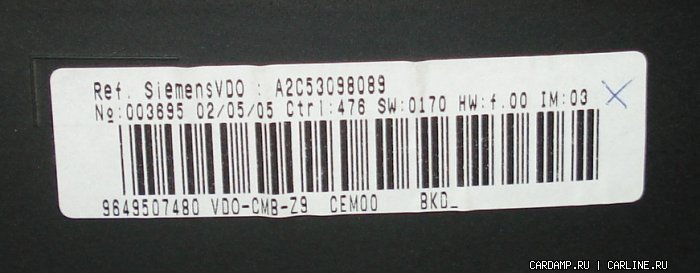 Ref. SiemensVDO : A2C53098089
No:003695 02/05/05 Ctrl:476 SW:0170 HW:f.00 IM:03
9649507480 VDO-CMB-Z9 CEM00 BKD_
CARDAMP.RU | CARLINE.RU